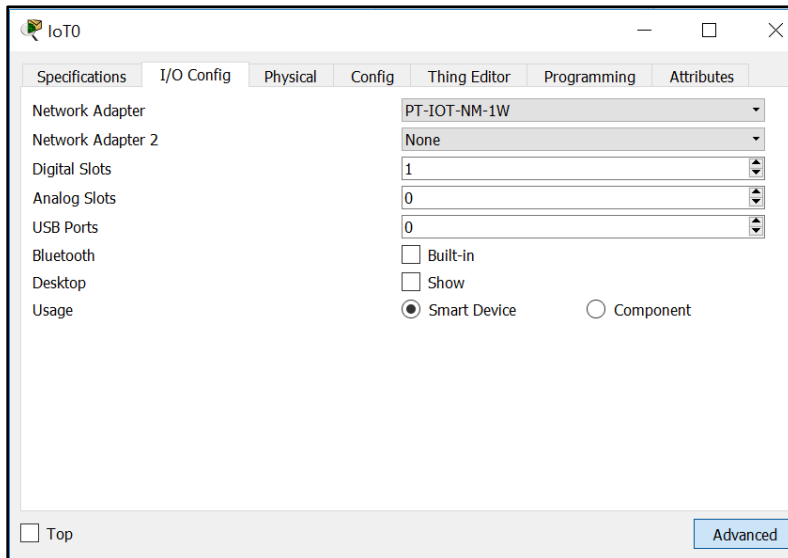 IoT0
Specifications I/O Config Physical Config Thing Editor Programming Attributes
Network Adapter PT-IOT-NM-1W
Network Adapter 2 None
Digital Slots 1
Analog Slots 0
USB Ports 0
Bluetooth Built-in
Desktop Show
Usage Smart Device Component
Top Advanced